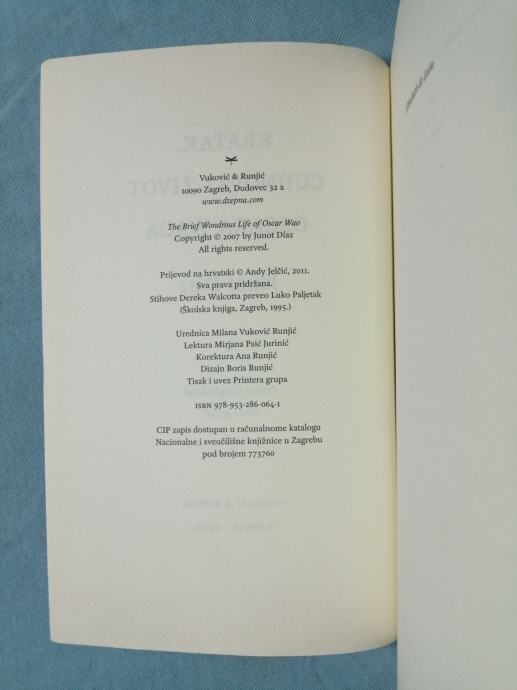 Vuković & Runjić
10090 Zagreb, Dudovec 32 a
www.dzepna.com
The Brief Wondrous Life of Oscar Wao
Copyright © 2007 by Junot Díaz
All rights reserved.
Prijevod na hrvatski © Andy Jelčić, 2011.
Sva prava pridržana.
Stihove Dereka Walcotta preveo Luko Paljetak
(Školska knjiga, Zagreb, 1995.)
Urednica Milana Vuković Runjić
Lektura Mirjana Paić Jurinić
Korektura Ana Runjić
Dizajn Boris Runjić
Tisak i uvez Printera grupa
ISBN 978-953-286-064-1
CIP zapis dostupan u računalnome katalogu
Nacionalne i sveučilišne knjižnice u Zagrebu
pod brojem 773760